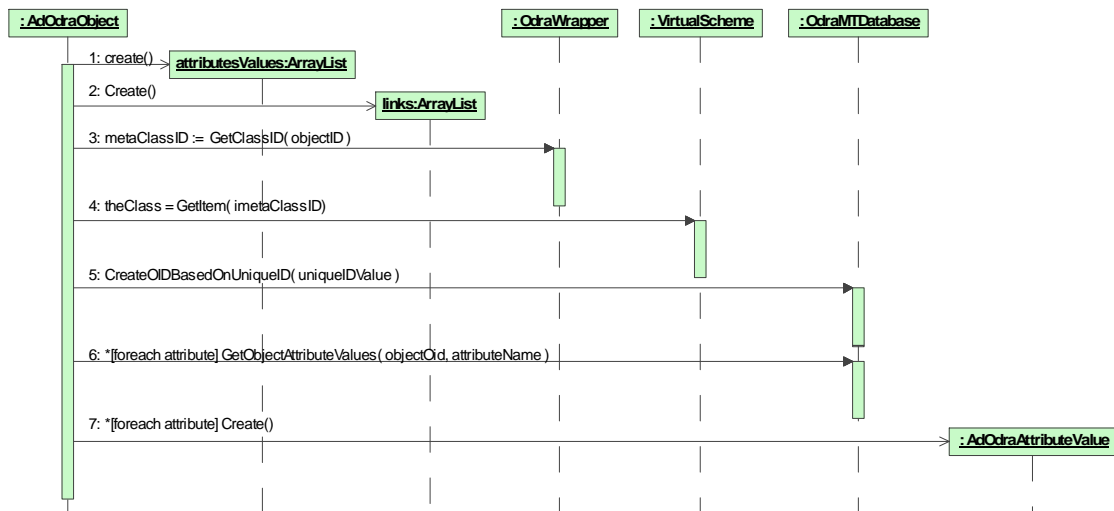 : AdOdraObject
: OdraWrapper
: VirtualScheme
: OdraMTDatabase
1: create()
attributesValues:ArrayList
2: Create()
links:ArrayList
3: metaClassID := GetClassID( objectID )
4: theClass = GetItem( imetaClassID)
5: CreateOIDBasedOnUniqueID( uniqueIDValue )
6: *[foreach attribute] GetObjectAttributeValues( objectOid, attributeName )
7: *[foreach attribute] Create()
: AdOdraAttributeValue